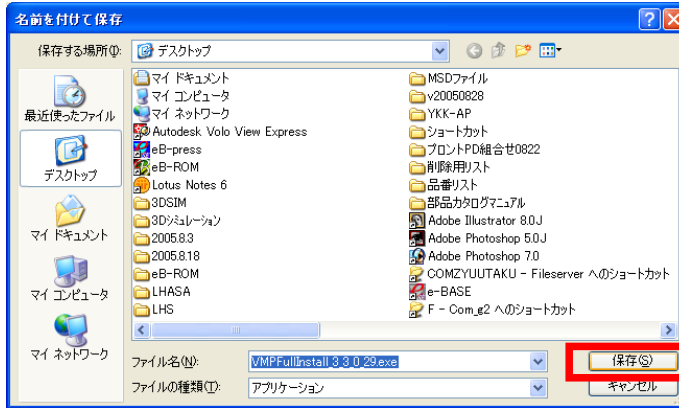 名前を付けて保存
保存する場所(I):
デスクトップ
最近使ったファイル
デスクトップ
マイ ドキュメント
マイ コンピュータ
マイ ネットワーク
マイ ドキュメント
マイ コンピュータ
マイ ネットワーク
Autodesk Volo View Express
eB-press
eB-ROM
Lotus Notes 6
3DSIM
3Dシミュレーション
2005.8.3
2005.8.18
eB-ROM
LHASA
LHS
MSDファイル
v20050828
YKK-AP
ショートカット
フロントPD組合せ0822
削除用リスト
品番リスト
部品カタログマニュアル
Adobe Illustrator 8.0J
Adobe Photoshop 5.0J
Adobe Photoshop 7.0
COMZYUUTAKU - Fileserver へのショートカット
e-BASE
F - Com_g2 へのショートカット
ファイル名(N):
VMPFullInstall_3_3_0_29.exe
保存(S)
ファイルの種類(T):
アプリケーション
キャンセル